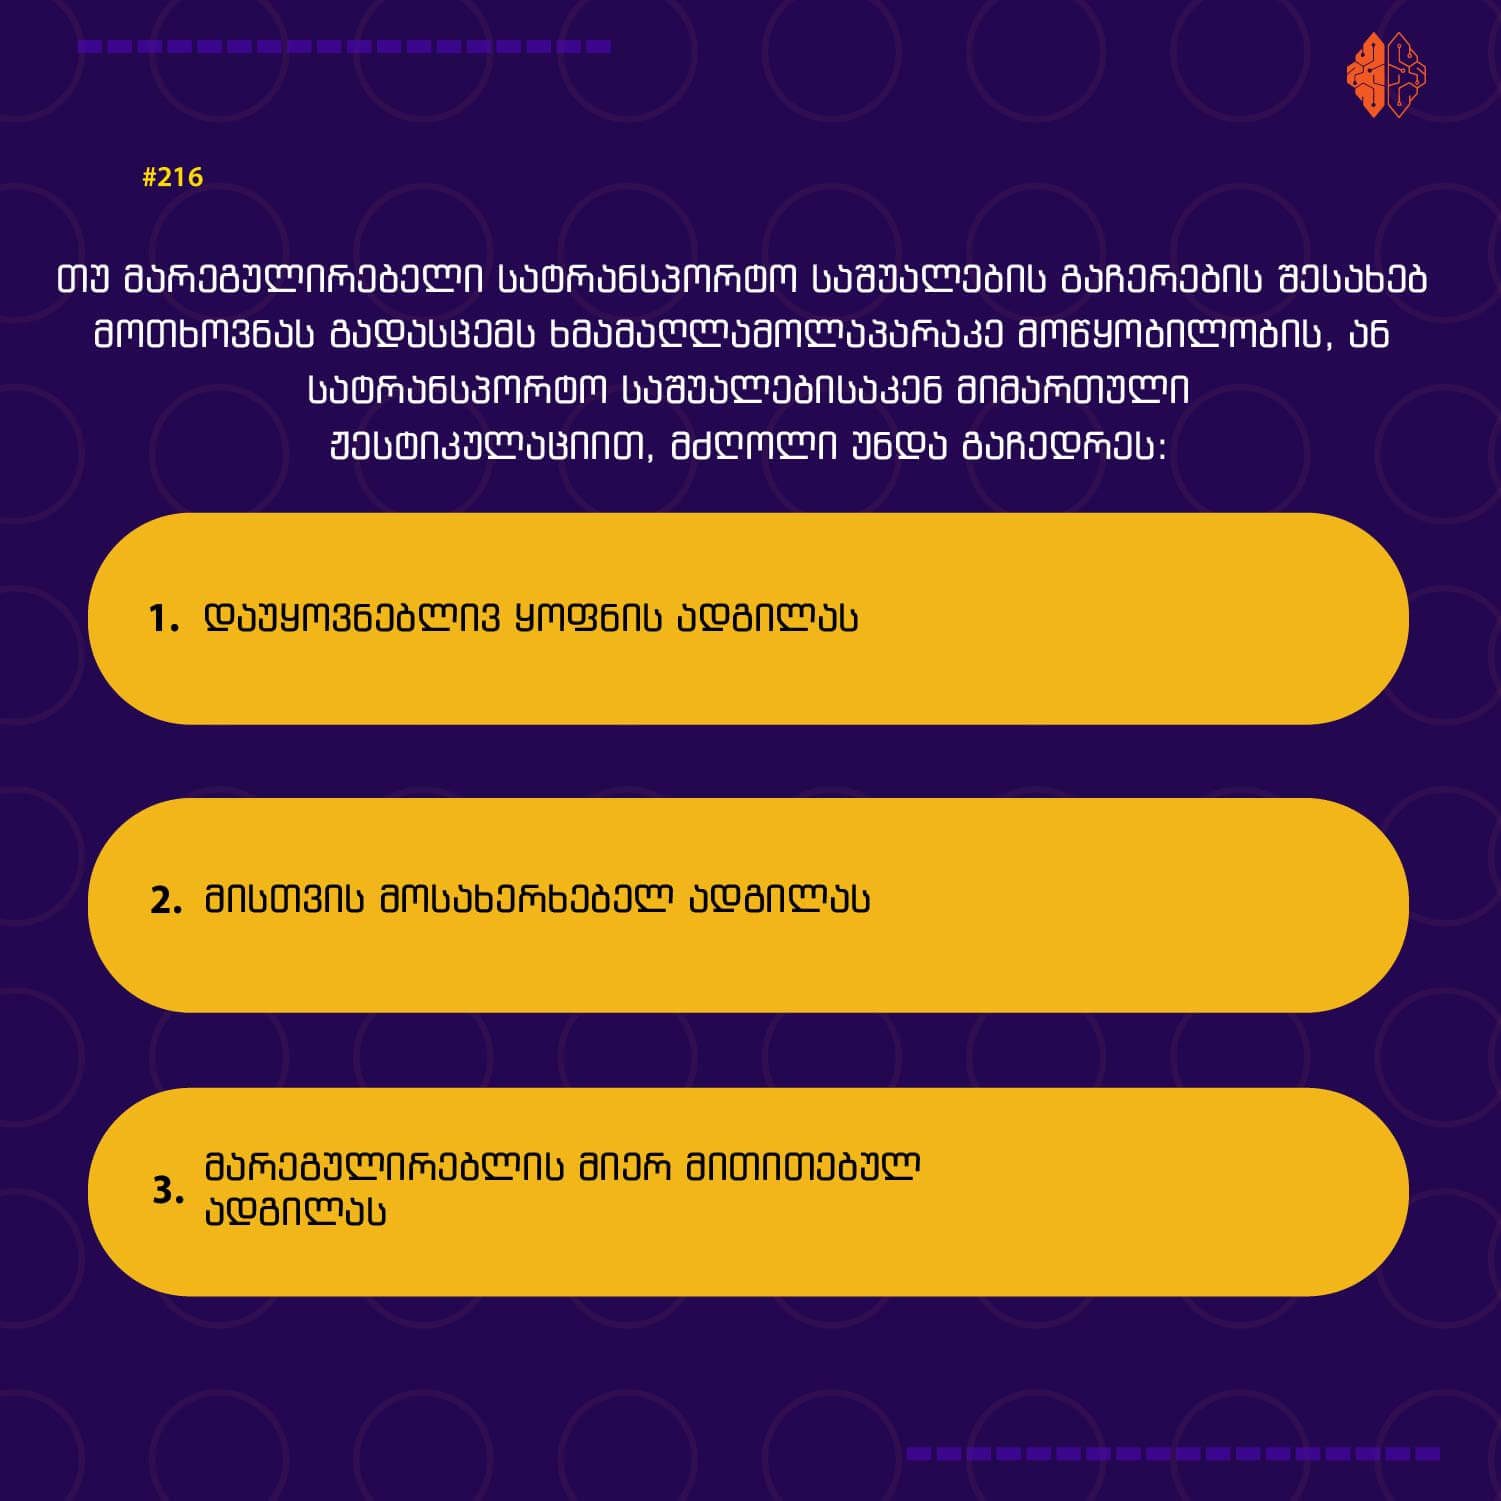 #216
თუ მარეგულირებელი სატრანსპორტო საშუალების გაჩერების შესახებ
მოთხოვნას გადასცემს ხმამაღლამოლაპარაკე მოწყობილობის, ან
სატრანსპორტო საშუალებისაკენ მიმართული
ჟესტიკულაციით, მძღოლი უნდა გაჩედრეს:
1. დაუყოვნებლივ ყოფნის ადგილას
2. მისთვის მოსახერხებელ ადგილას
3. მარეგულირებლის მიერ მითითებულ
ადგილას